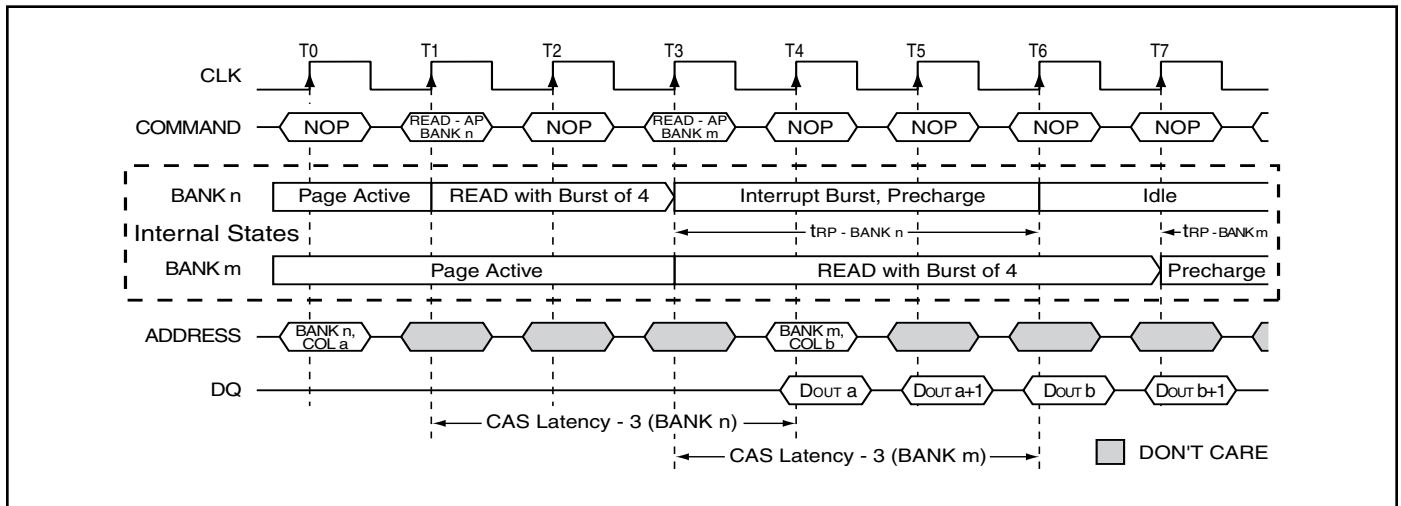 T0 T1 T2 T3 T4 T5 T6 T7
CLK
COMMAND NOP READ - AP BANK n NOP READ - AP BANK m NOP NOP NOP NOP
BANK n Page Active READ with Burst of 4 Interrupt Burst, Precharge Idle
Internal States tRP - BANK n tRP - BANK m
BANK m Page Active READ with Burst of 4 Precharge
ADDRESS BANK n, COL a BANK m, COL b
DQ DOUT a DOUT a+1 DOUT b DOUT b+1
CAS Latency - 3 (BANK n)
CAS Latency - 3 (BANK m) DON'T CARE